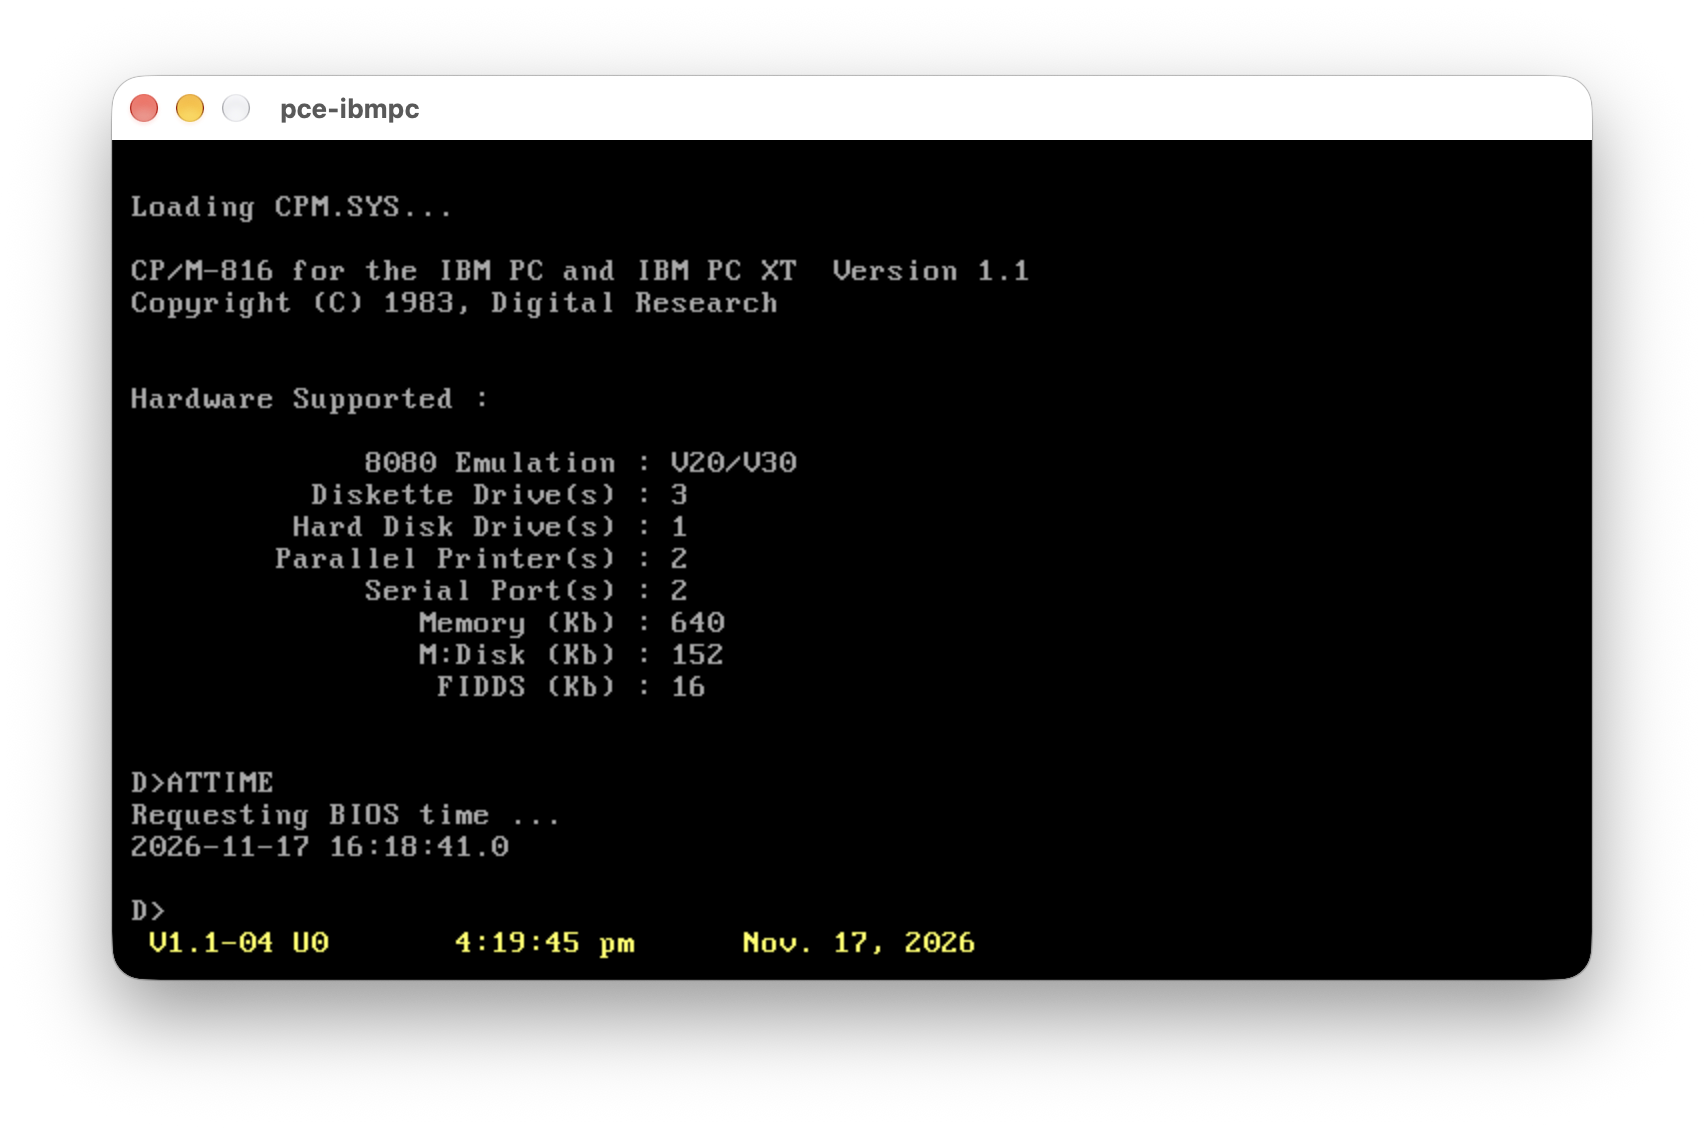 pce-ibmpc
Loading CPM.SYS...
CP/M-816 for the IBM PC and IBM PC XT  Version 1.1
Copyright (C) 1983, Digital Research
Hardware Supported :
8080 Emulation : V20/V30
Diskette Drive(s) : 3
Hard Disk Drive(s) : 1
Parallel Printer(s) : 2
Serial Port(s) : 2
Memory (Kb) : 640
M:Disk (Kb) : 152
FIDDS (Kb) : 16
D>ATTIME
Requesting BIOS time ...
2026-11-17 16:18:41.0
D>
V1.1-04 U0       4:19:45 pm      Nov. 17, 2026